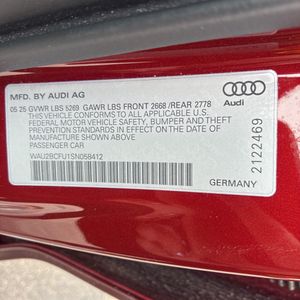 MFD. BY AUDI AG
05·25 GVWR LBS 5269 GAWR LBS FRONT 2668 /REAR 2778
THIS VEHICLE CONFORMS TO ALL APPLICABLE U.S.
FEDERAL MOTOR VEHICLE SAFETY, BUMPER AND THEFT
PREVENTION STANDARDS IN EFFECT ON THE DATE OF
MANUFACTURE SHOWN ABOVE.
PASSENGER CAR
WAU2BCFU1SN058412
GERMANY
Audi
2122469